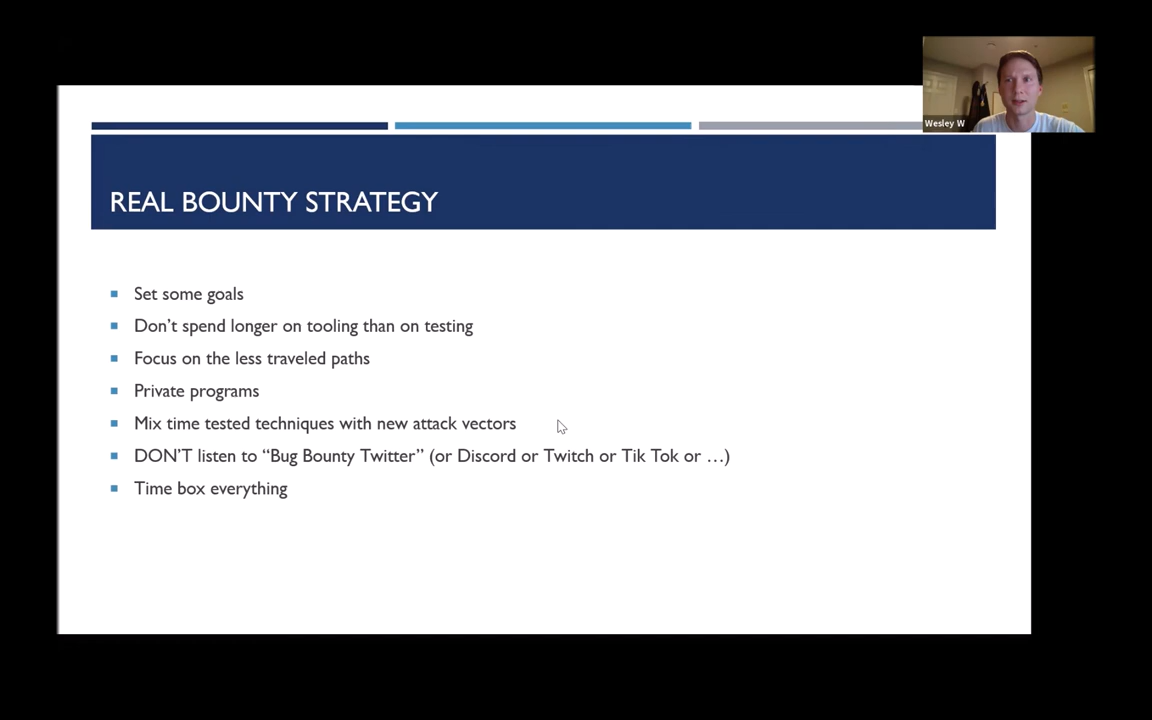 Wesley W
REAL BOUNTY STRATEGY
Set some goals
Don't spend longer on tooling than on testing
Focus on the less traveled paths
Private programs
Mix time tested techniques with new attack vectors
DON'T listen to “Bug Bounty Twitter” (or Discord or Twitch or Tik Tok or …)
Time box everything